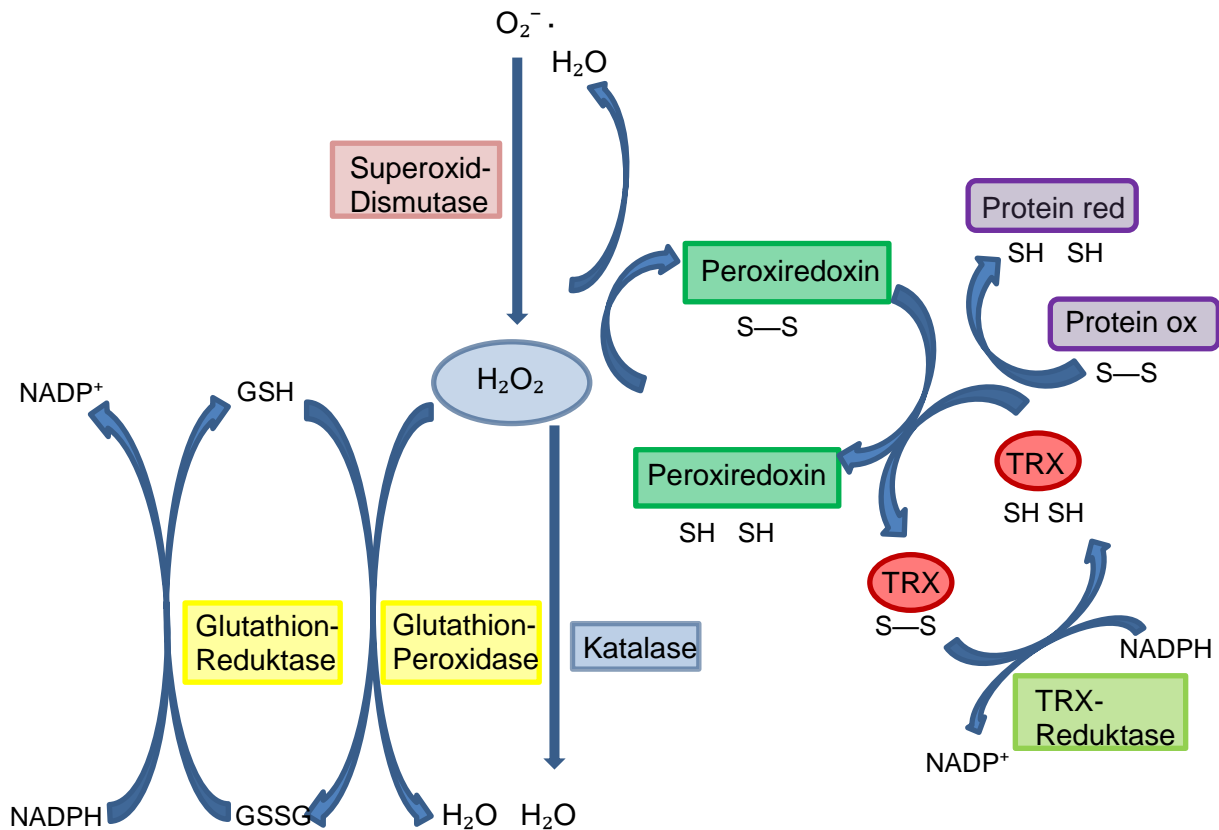 O₂⁻ ·
H₂O
Superoxid-
Dismutase
Protein red
SH SH
Peroxiredoxin
S—S
Protein ox
S—S
H₂O₂
NADP⁺
GSH
Peroxiredoxin
SH SH
TRX
SH SH
TRX
S—S
Glutathion-
Reduktase
Glutathion-
Peroxidase
Katalase
NADPH
TRX-
Reduktase
NADP⁺
NADPH
GSSG
H₂O H₂O